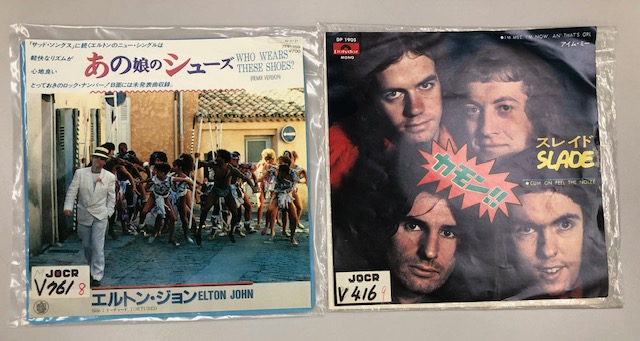 「サッド・ソングス」に続くエルトンのニュー・シングルは
軽快なリズムが
心地良い
あの娘のシューズ
WHO WEARS THESE SHOES?
(REMIX VERSION)
とっておきのロック・ナンバー／B面には未発表曲収録。
¥700
JOCR
V761 8
エルトン・ジョン ELTON JOHN
TORTURED
DP 1905
Polydor
MONO
アイム・ミー
スレイド
SLADE
カモン!!
●CUM ON FEEL THE NOIZE
JOCR
V416 9